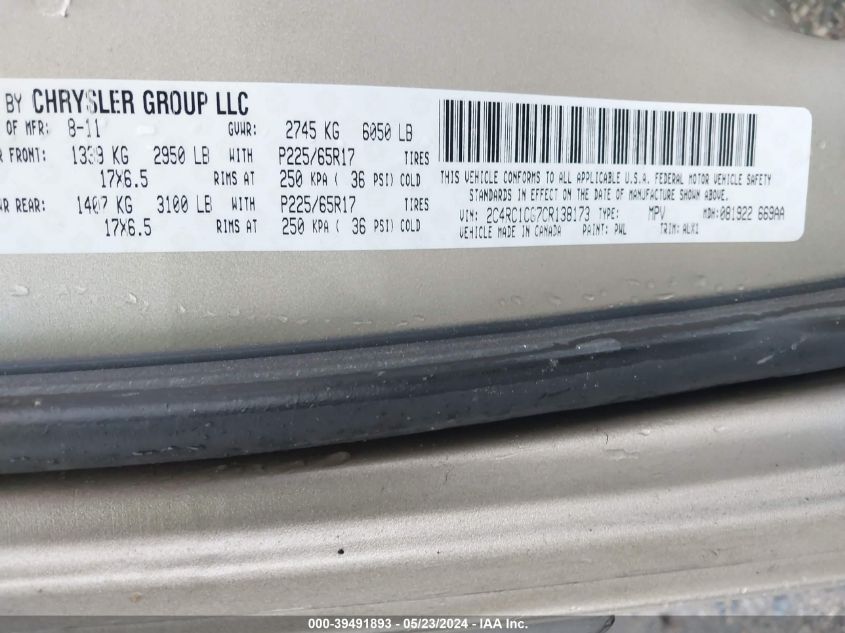 BY CHRYSLER GROUP LLC
OF MFR: 8-11 GVWR: 2745 KG 6050 LB
R FRONT: 1339 KG 2950 LB WITH P225/65R17 TIRES
17X6.5 RIMS AT 250 KPA ( 36 PSI) COLD
WR REAR: 1407 KG 3100 LB WITH P225/65R17 TIRES
17X6.5 RIMS AT 250 KPA ( 36 PSI) COLD
THIS VEHICLE CONFORMS TO ALL APPLICABLE U.S.A. FEDERAL MOTOR VEHICLE SAFETY
STANDARDS IN EFFECT ON THE DATE OF MANUFACTURE SHOWN ABOVE.
VIN: 2C4RC1CG7CR138173 TYPE: MPV MDH:081922 669AA
VEHICLE MADE IN CANADA PAINT: PWL TRIM: ALX1
000-39491893 - 05/23/2024 - IAA Inc.